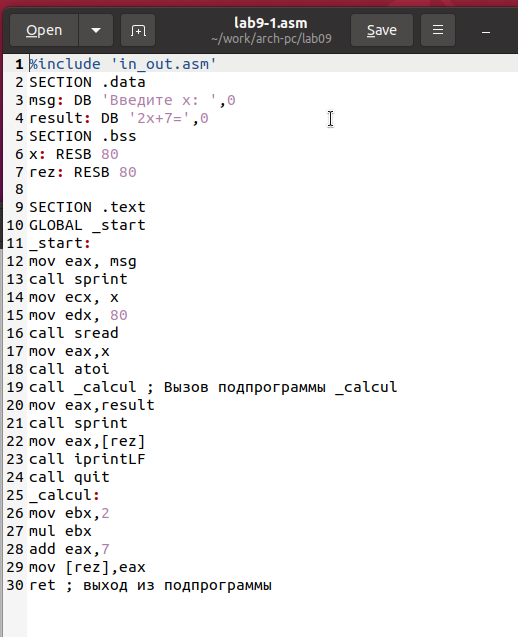 Open
lab9-1.asm
~/work/arch-pc/lab09
Save
1 %include 'in_out.asm'
2 SECTION .data
3 msg: DB 'Введите x: ',0
4 result: DB '2x+7=',0
5 SECTION .bss
6 x: RESB 80
7 rez: RESB 80
8
9 SECTION .text
10 GLOBAL _start
11 _start:
12 mov eax, msg
13 call sprint
14 mov ecx, x
15 mov edx, 80
16 call sread
17 mov eax,x
18 call atoi
19 call _calcul ; Вызов подпрограммы _calcul
20 mov eax,result
21 call sprint
22 mov eax,[rez]
23 call iprintLF
24 call quit
25 _calcul:
26 mov ebx,2
27 mul ebx
28 add eax,7
29 mov [rez],eax
30 ret ; выход из подпрограммы